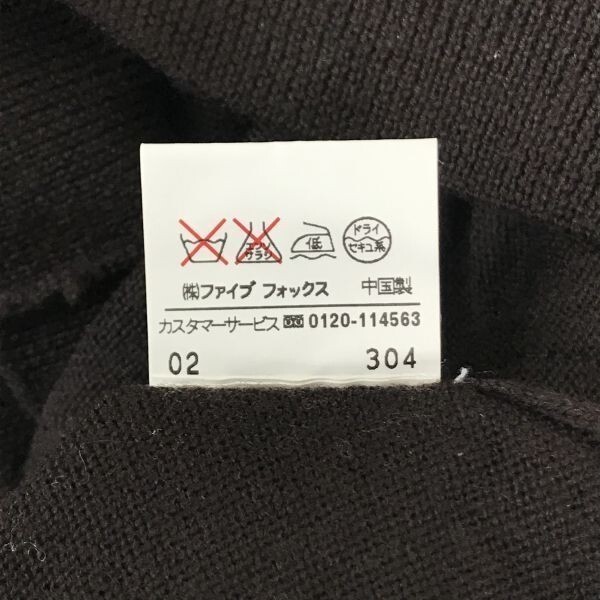 エンソ
サラシ
低
ドライ
セキユ系
㈱ファイブ フォックス 中国製
カスタマーサービス 0120-114563
02 304